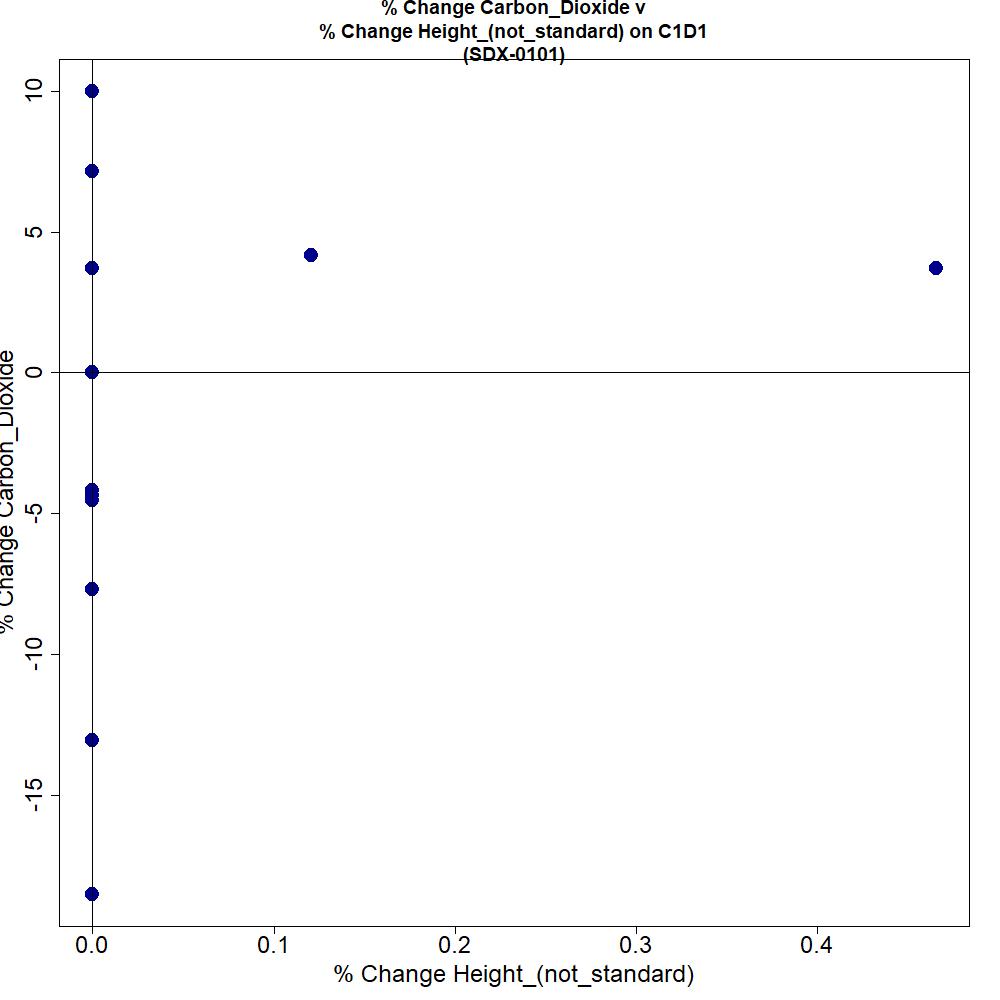 % Change Carbon_Dioxide v
% Change Height_(not_standard) on C1D1
(SDX-0101)
10
5
0
-5
-10
-15
% Change Carbon_Dioxide
0.0
0.1
0.2
0.3
0.4
% Change Height_(not_standard)